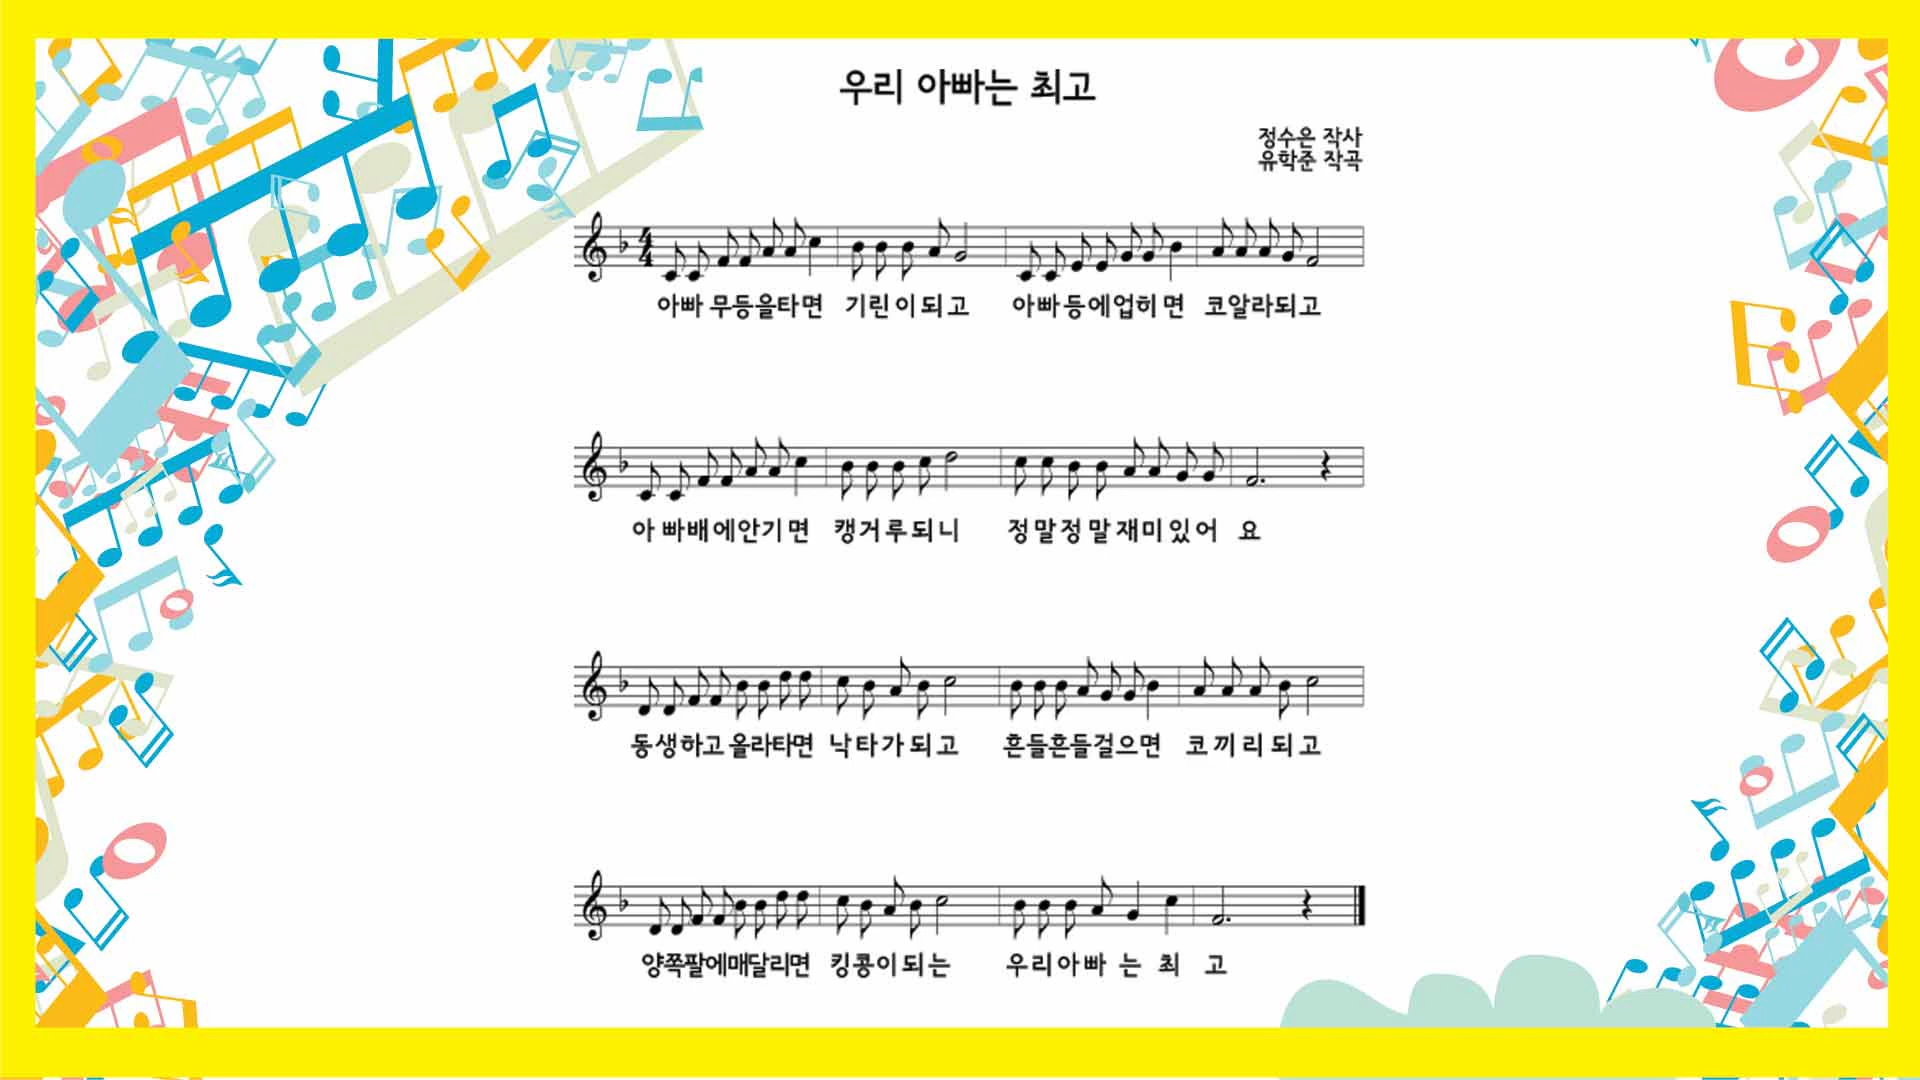 우리 아빠는 최고
정수은 작사
유학준 작곡
아빠 무등을타면 기린이되고 아빠등에업히면 코알라되고
아빠배에안기면 캥거루되니 정말정말재미있어요
동생하고올라타면 낙타가되고 흔들흔들걸으면 코끼리되고
양쪽팔에매달리면 킹콩이되는 우리아빠는최고